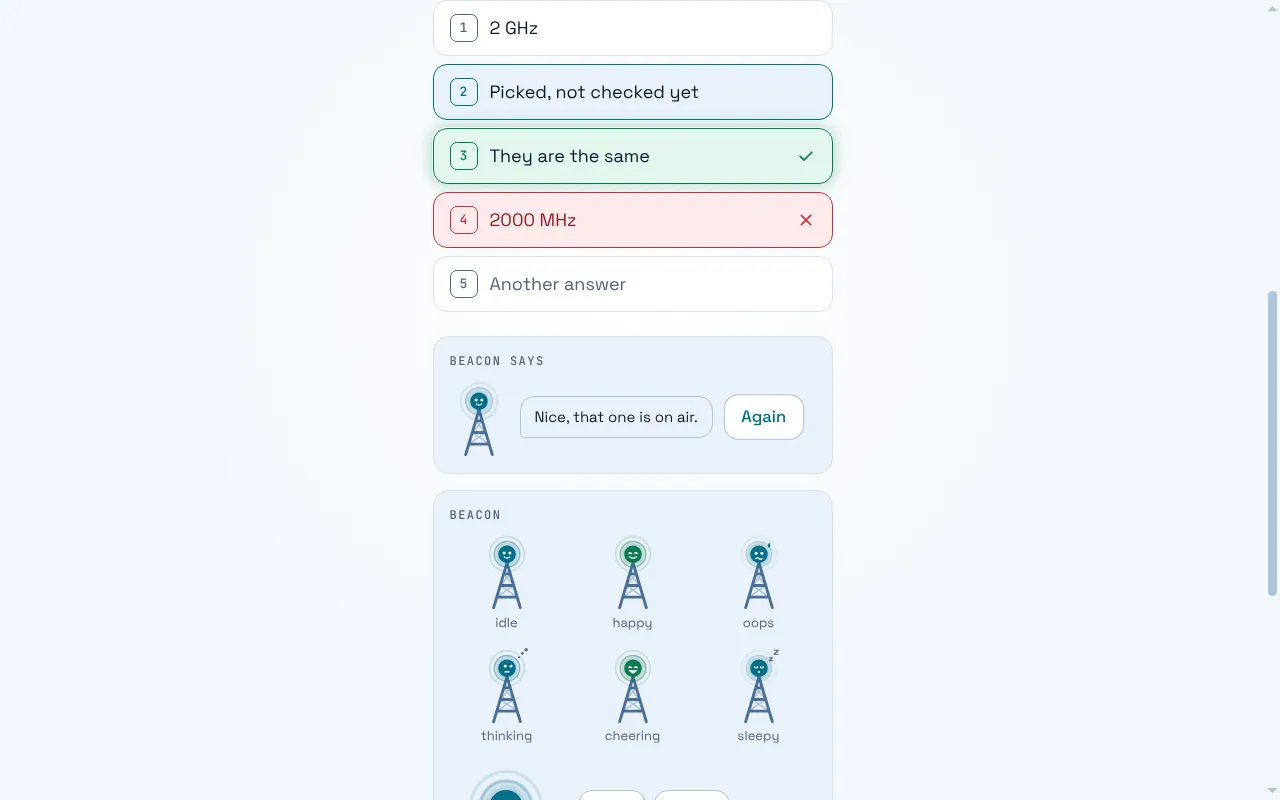 1 2 GHz
2 Picked, not checked yet
3 They are the same
4 2000 MHz
5 Another answer
BEACON SAYS
Nice, that one is on air. Again
BEACON
idle happy oops
z
z
thinking cheering sleepy